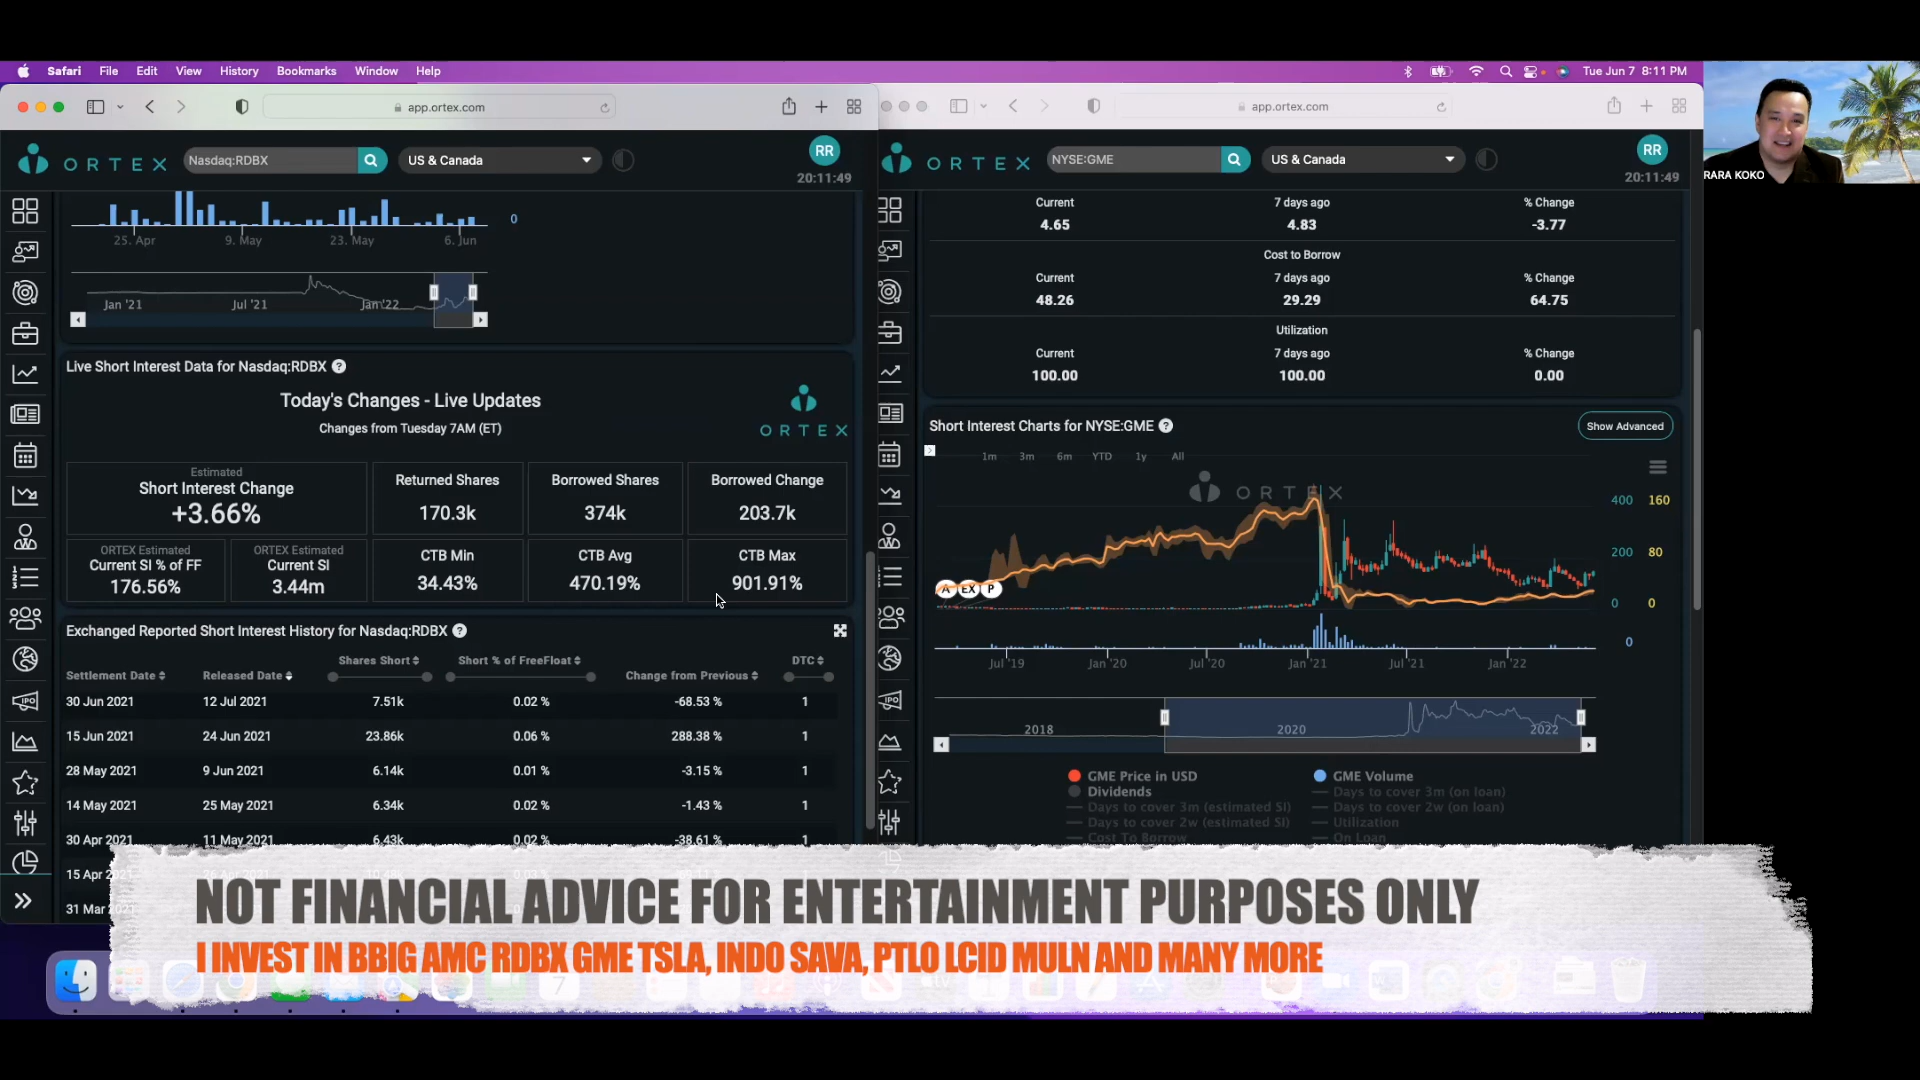 Safari File Edit View History Bookmarks Window Help
Tue Jun 7 8:11 PM
RARA KOKO
app.ortex.com
ORTEX
Nasdaq:RDBX
US & Canada
RR
20:11:49
0
25. Apr 9. May 23. May 6. Jun
Jan '21 Jul '21 Jan '22
Live Short Interest Data for Nasdaq:RDBX ?
Today's Changes - Live Updates
Changes from Tuesday 7AM (ET)
ORTEX
Estimated
Short Interest Change
+3.66%
Returned Shares
170.3k
Borrowed Shares
374k
Borrowed Change
203.7k
ORTEX Estimated
Current SI % of FF
176.56%
ORTEX Estimated
Current SI
3.44m
CTB Min
34.43%
CTB Avg
470.19%
CTB Max
901.91%
Exchanged Reported Short Interest History for Nasdaq:RDBX ?
Settlement Date Released Date Shares Short Short % of FreeFloat Change from Previous DTC
30 Jun 2021 12 Jul 2021 7.51k 0.02 % -68.53 % 1
15 Jun 2021 24 Jun 2021 23.86k 0.06 % 288.38 % 1
28 May 2021 9 Jun 2021 6.14k 0.01 % -3.15 % 1
14 May 2021 25 May 2021 6.34k 0.02 % -1.43 % 1
30 Apr 2021 11 May 2021 6.43k 0.02 % -38.61 % 1
15 Apr
31 Mar
app.ortex.com
ORTEX
NYSE:GME
US & Canada
RR
20:11:49
Current 7 days ago % Change
4.65 4.83 -3.77
Cost to Borrow
Current 7 days ago % Change
48.26 29.29 64.75
Utilization
Current 7 days ago % Change
100.00 100.00 0.00
Short Interest Charts for NYSE:GME ?
Show Advanced
1m 3m 6m YTD 1y All
ORTEX
400 160
200 80
0 0
0
A EX P
Jul '19 Jan '20 Jul '20 Jan '21 Jul '21 Jan '22
2018 2020 2022
GME Price in USD GME Volume
Dividends Days to cover 3m (on loan)
Days to cover 3m (estimated SI) Days to cover 2w (on loan)
Days to cover 2w (estimated SI) Utilization
Cost To Borrow On Loan
NOT FINANCIAL ADVICE FOR ENTERTAINMENT PURPOSES ONLY
I INVEST IN BBIG AMC RDBX GME TSLA, INDO SAVA, PTLO LCID MULN AND MANY MORE